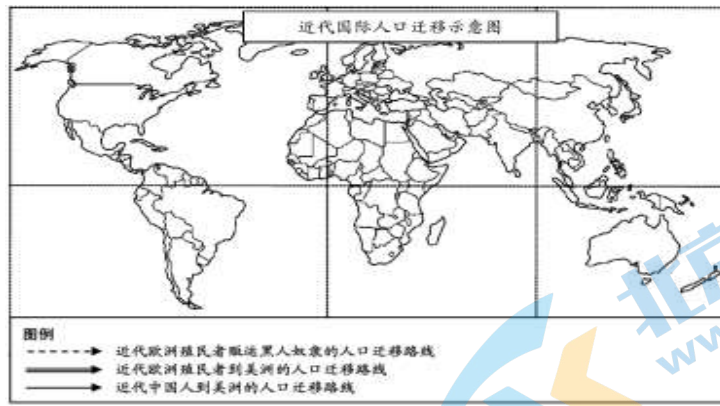 近代国际人口迁移示意图
图例
近代欧洲殖民者贩运黑人奴隶的人口迁移路线
近代欧洲殖民者到美洲的人口迁移路线
近代中国人到美洲的人口迁移路线
北京
www